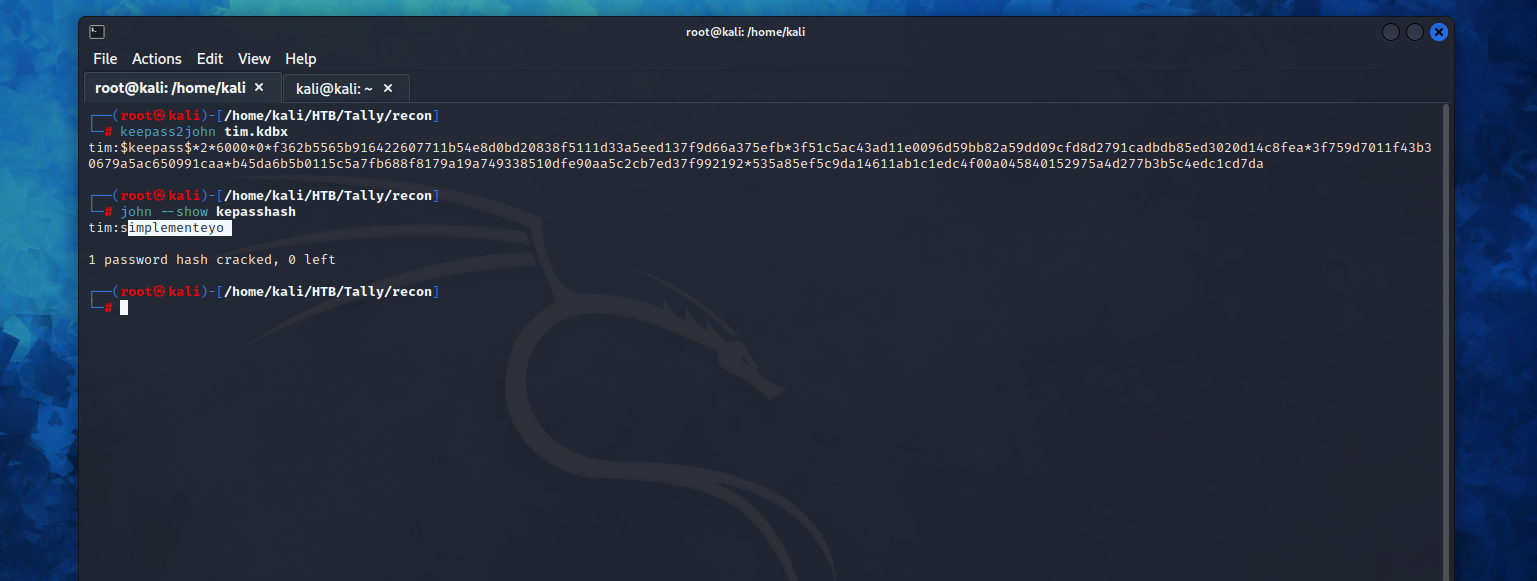 root@kali: /home/kali
File Actions Edit View Help
root@kali: /home/kali × kali@kali: ~ ×
┌──(root㉿kali)-[/home/kali/HTB/Tally/recon]
└─# keepass2john tim.kdbx
tim:$keepass$*2*6000*0*f362b5565b916422607711b54e8d0bd20838f5111d33a5eed137f9d66a375efb*3f51c5ac43ad11e0096d59bb82a59dd09cfd8d2791cadbdb85ed3020d14c8fea*3f759d7011f43b3
0679a5ac650991caa*b45da6b5b0115c5a7fb688f8179a19a749338510dfe90aa5c2cb7ed37f992192*535a85ef5c9da14611ab1c1edc4f00a045840152975a4d277b3b5c4edc1cd7da
┌──(root㉿kali)-[/home/kali/HTB/Tally/recon]
└─# john --show kepasshash
tim:simplementeyo
1 password hash cracked, 0 left
┌──(root㉿kali)-[/home/kali/HTB/Tally/recon]
└─#